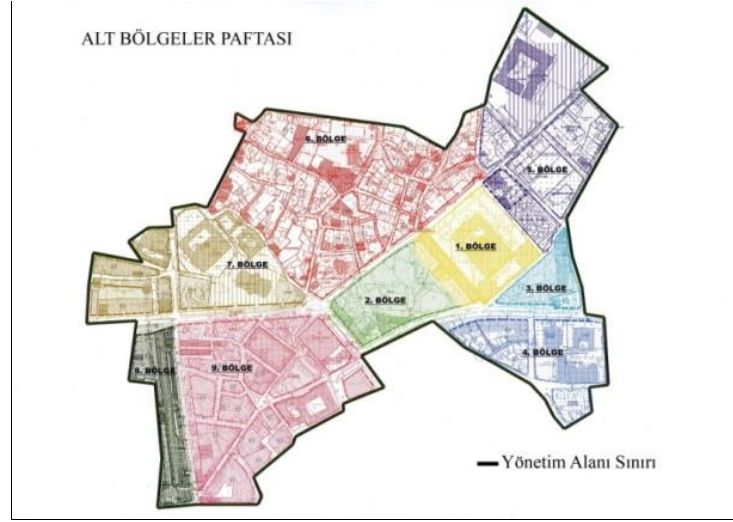 ALT BÖLGELER PAFTASI
6. BÖLGE
5. BÖLGE
1. BÖLGE
7. BÖLGE
3. BÖLGE
2. BÖLGE
4. BÖLGE
8. BÖLGE
9. BÖLGE
Yönetim Alanı Sınırı